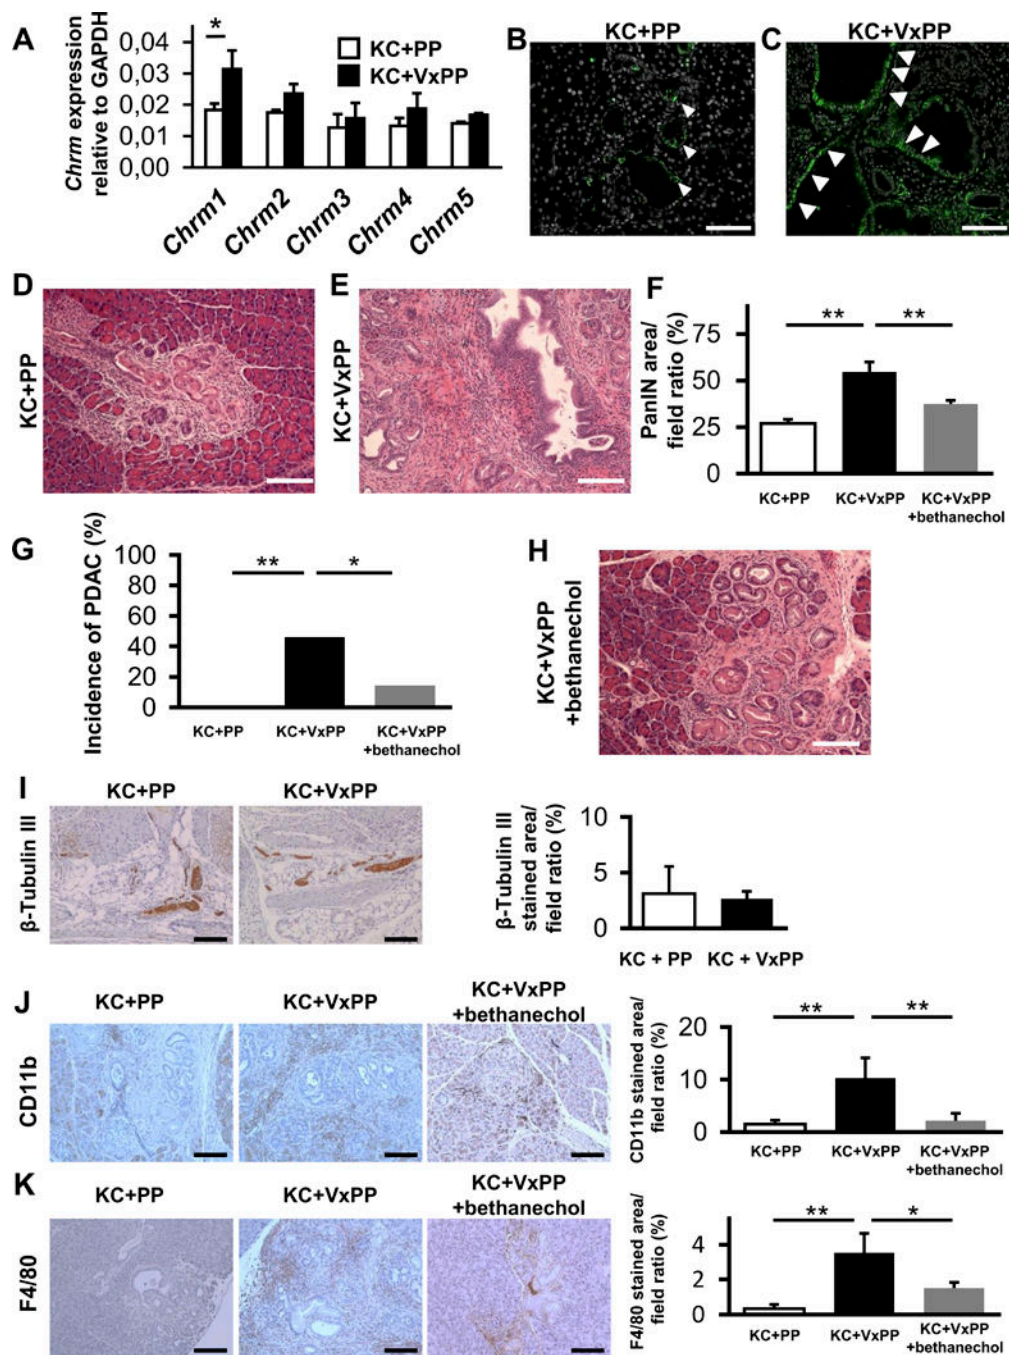 A
Chrm expression
relative to GAPDH
0,04
0,03
0,02
0,01
0,00
*
KC+PP
KC+VxPP
Chrm1
Chrm2
Chrm3
Chrm4
Chrm5
B
KC+PP
C
KC+VxPP
D
KC+PP
E
KC+VxPP
F
PanIN area/
field ratio (%)
75
50
25
0
**
**
KC+PP
KC+VxPP
KC+VxPP
+bethanechol
G
Incidence of PDAC (%)
100
80
60
40
20
0
**
*
KC+PP
KC+VxPP
KC+VxPP
+bethanechol
H
KC+VxPP
+bethanechol
I
β-Tubulin III
KC+PP
KC+VxPP
β-Tubulin III
stained area/
field ratio (%)
10
5
0
KC + PP
KC + VxPP
J
CD11b
KC+PP
KC+VxPP
KC+VxPP
+bethanechol
CD11b stained area/
field ratio (%)
20
10
0
**
**
KC+PP
KC+VxPP
KC+VxPP
+bethanechol
K
F4/80
KC+PP
KC+VxPP
KC+VxPP
+bethanechol
F4/80 stained area/
field ratio (%)
4
2
0
**
*
KC+PP
KC+VxPP
KC+VxPP
+bethanechol